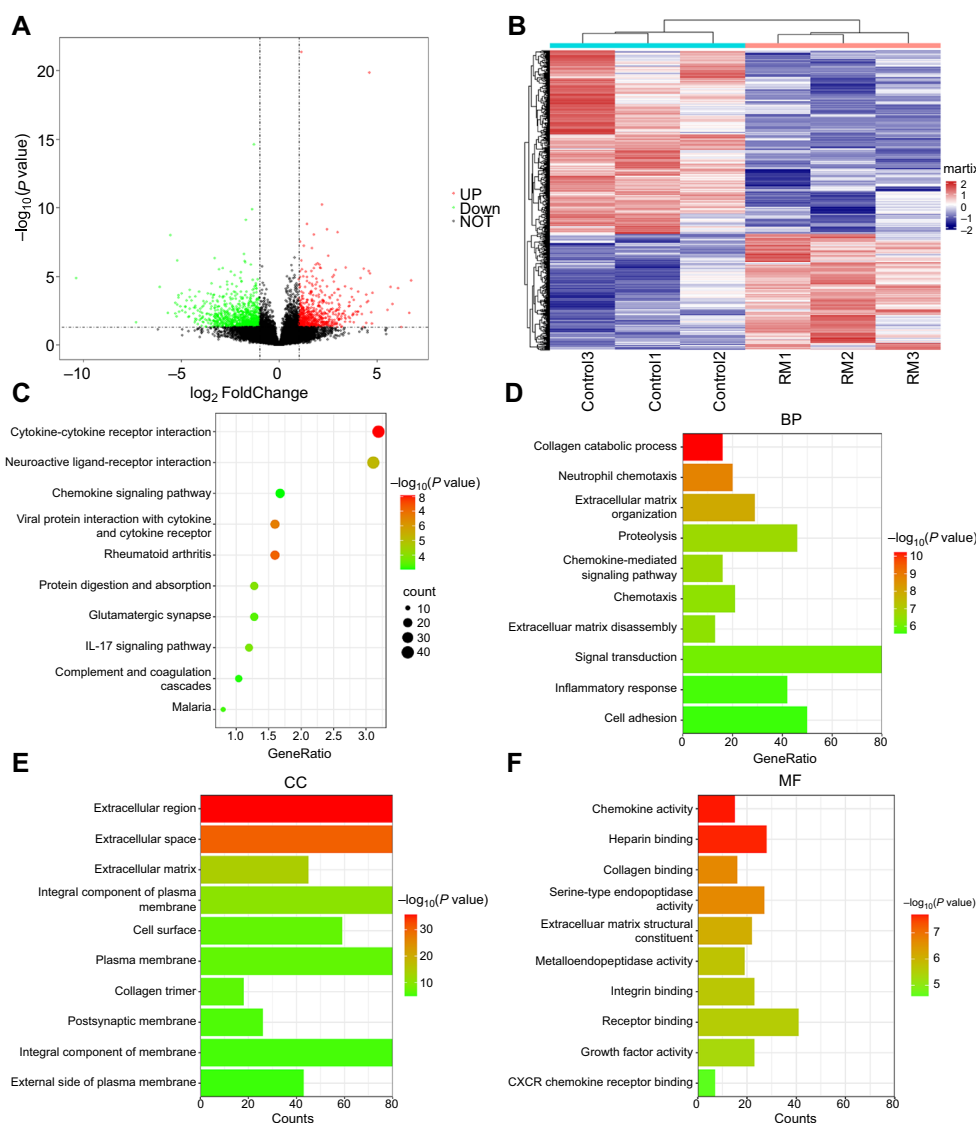 A
20
15
10
5
0
−log10(P value)
−10
−5
0
5
log2 FoldChange
UP
Down
NOT
B
martix
2
1
0
−1
−2
Control3
Control1
Control2
RM1
RM2
RM3
C
Cytokine-cytokine receptor interaction
Neuroactive ligand-receptor interaction
Chemokine signaling pathway
Viral protein interaction with cytokine
and cytokine receptor
Rheumatoid arthritis
Protein digestion and absorption
Glutamatergic synapse
IL-17 signaling pathway
Complement and coagulation
cascades
Malaria
1.0
1.5
2.0
2.5
3.0
GeneRatio
−log10(P value)
8
7
6
5
4
count
10
20
30
40
D
BP
Collagen catabolic process
Neutrophil chemotaxis
Extracellular matrix
organization
Proteolysis
Chemokine-mediated
signaling pathway
Chemotaxis
Extracelluar matrix disassembly
Signal transduction
Inflammatory response
Cell adhesion
0
20
40
60
80
GeneRatio
−log10(P value)
10
9
8
7
6
E
CC
Extracellular region
Extracellular space
Extracellular matrix
Integral component of plasma
membrane
Cell surface
Plasma membrane
Collagen trimer
Postsynaptic membrane
Integral component of membrane
External side of plasma membrane
0
20
40
60
80
Counts
−log10(P value)
30
20
10
F
MF
Chemokine activity
Heparin binding
Collagen binding
Serine-type endopoptidase
activity
Extracelluar matrix structural
constituent
Metalloendopeptidase activity
Integrin binding
Receptor binding
Growth factor activity
CXCR chemokine receptor binding
0
20
40
60
80
Counts
−log10(P value)
7
6
5